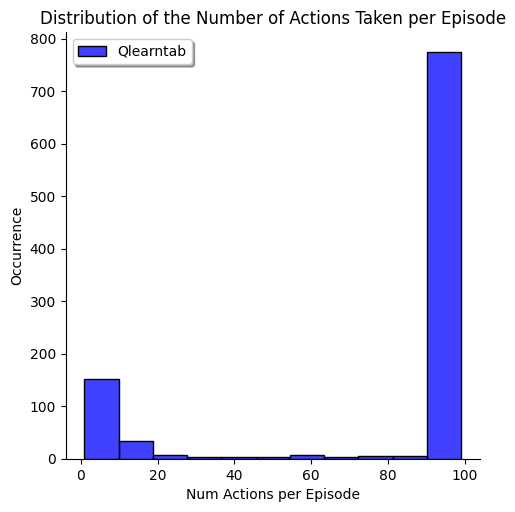 Distribution of the Number of Actions Taken per Episode
Qlearntab
800
700
600
500
400
300
200
100
0
Occurrence
0 20 40 60 80 100
Num Actions per Episode